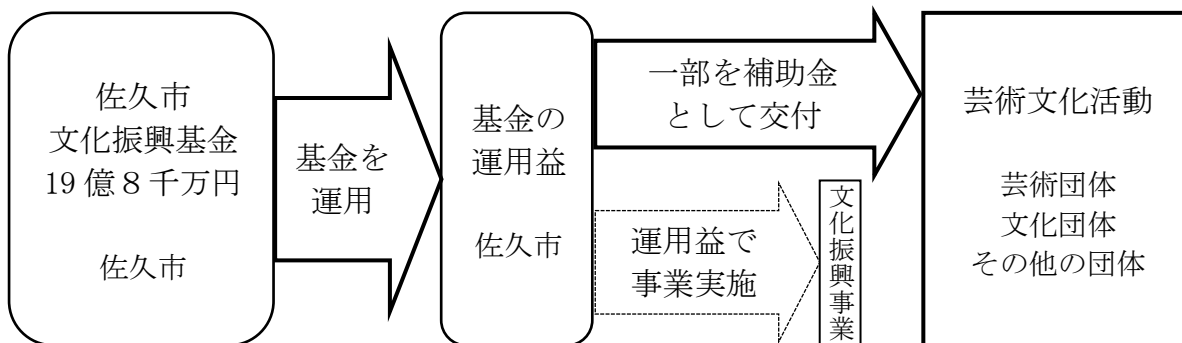 佐久市
文化振興基金
19億8千万円
佐久市
基金を
運用
基金の
運用益
佐久市
一部を補助金
として交付
運用益で
事業実施
文化振興事業
芸術文化活動
芸術団体
文化団体
その他の団体